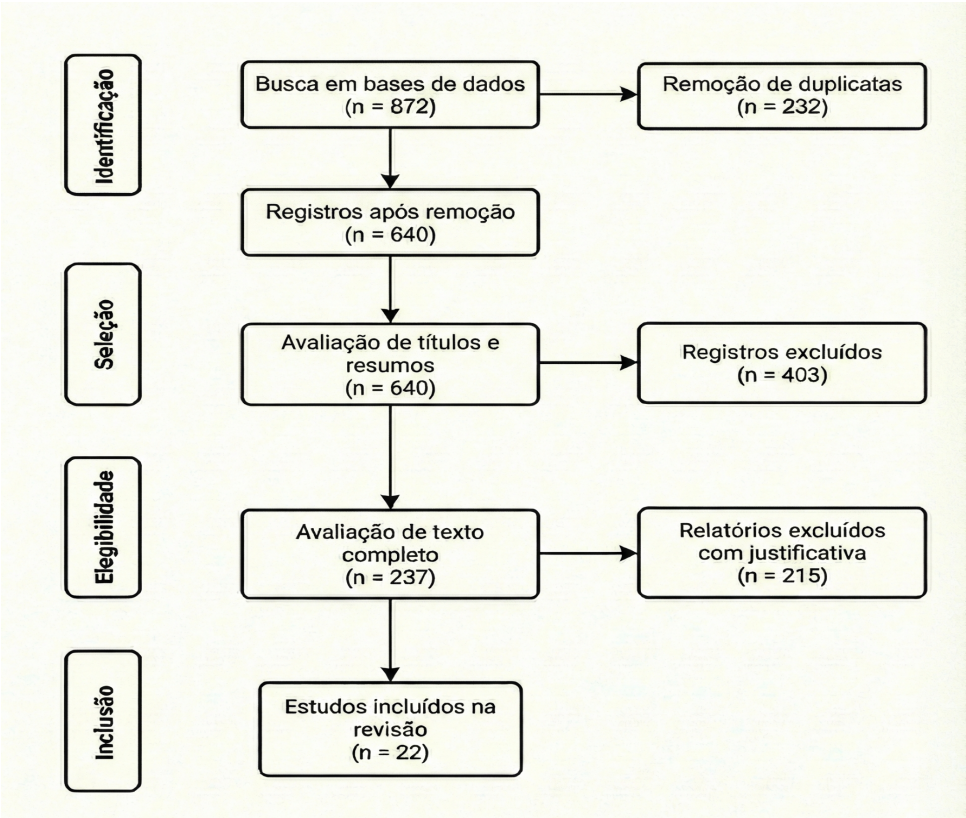 Identificação
Busca em bases de dados
(n = 872)
Remoção de duplicatas
(n = 232)
Registros após remoção
(n = 640)
Seleção
Avaliação de títulos e
resumos
(n = 640)
Registros excluídos
(n = 403)
Elegibilidade
Avaliação de texto
completo
(n = 237)
Relatórios excluídos
com justificativa
(n = 215)
Inclusão
Estudos incluídos na
revisão
(n = 22)